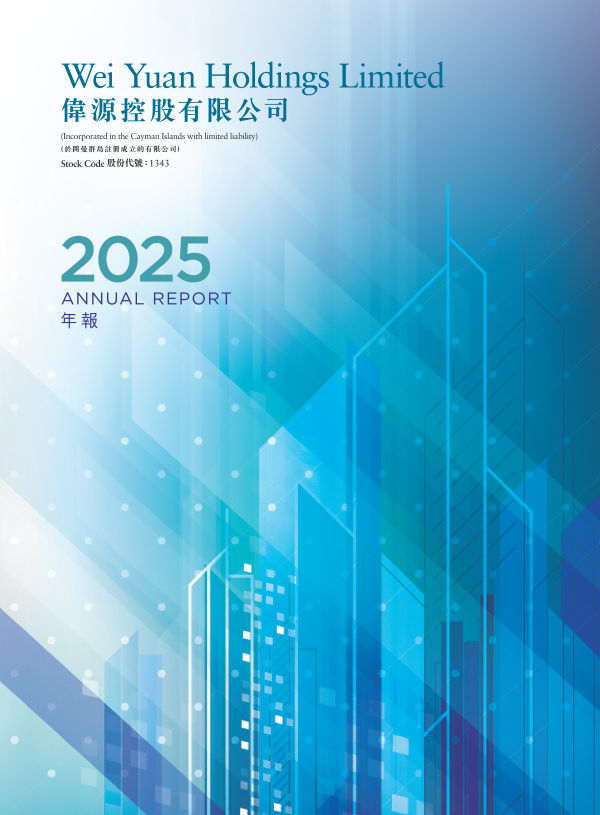 Wei Yuan Holdings Limited
偉源控股有限公司
(Incorporated in the Cayman Islands with limited liability)
(於開曼群島註冊成立的有限公司)
Stock Code 股份代號：1343
2025
ANNUAL REPORT
年報